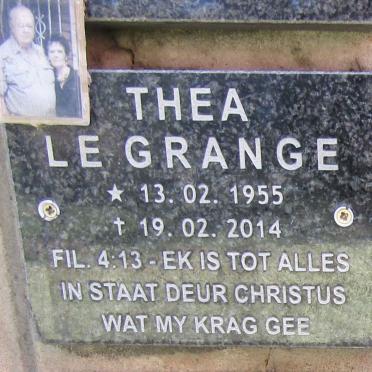 THEA
LE GRANGE
★ 13. 02. 1955
† 19. 02. 2014
FIL. 4:13 - EK IS TOT ALLES
IN STAAT DEUR CHRISTUS
WAT MY KRAG GEE